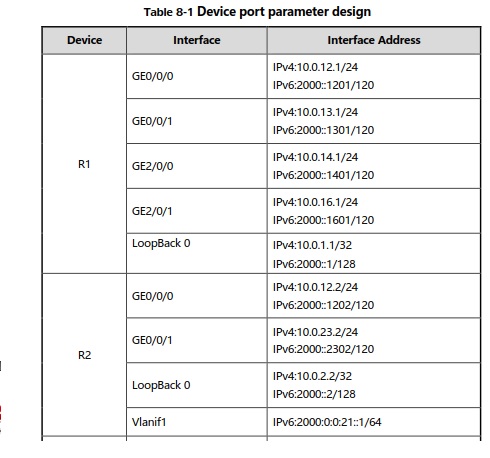 Table 8-1 Device port parameter design
Device Interface Interface Address
R1
GE0/0/0
IPv4:10.0.12.1/24
IPv6:2000::1201/120
GE0/0/1
IPv4:10.0.13.1/24
IPv6:2000::1301/120
GE2/0/0
IPv4:10.0.14.1/24
IPv6:2000::1401/120
GE2/0/1
IPv4:10.0.16.1/24
IPv6:2000::1601/120
LoopBack 0
IPv4:10.0.1.1/32
IPv6:2000::1/128
R2
GE0/0/0
IPv4:10.0.12.2/24
IPv6:2000::1202/120
GE0/0/1
IPv4:10.0.23.2/24
IPv6:2000::2302/120
LoopBack 0
IPv4:10.0.2.2/32
IPv6:2000::2/128
Vlanif1
IPv6:2000:0:0:21::1/64